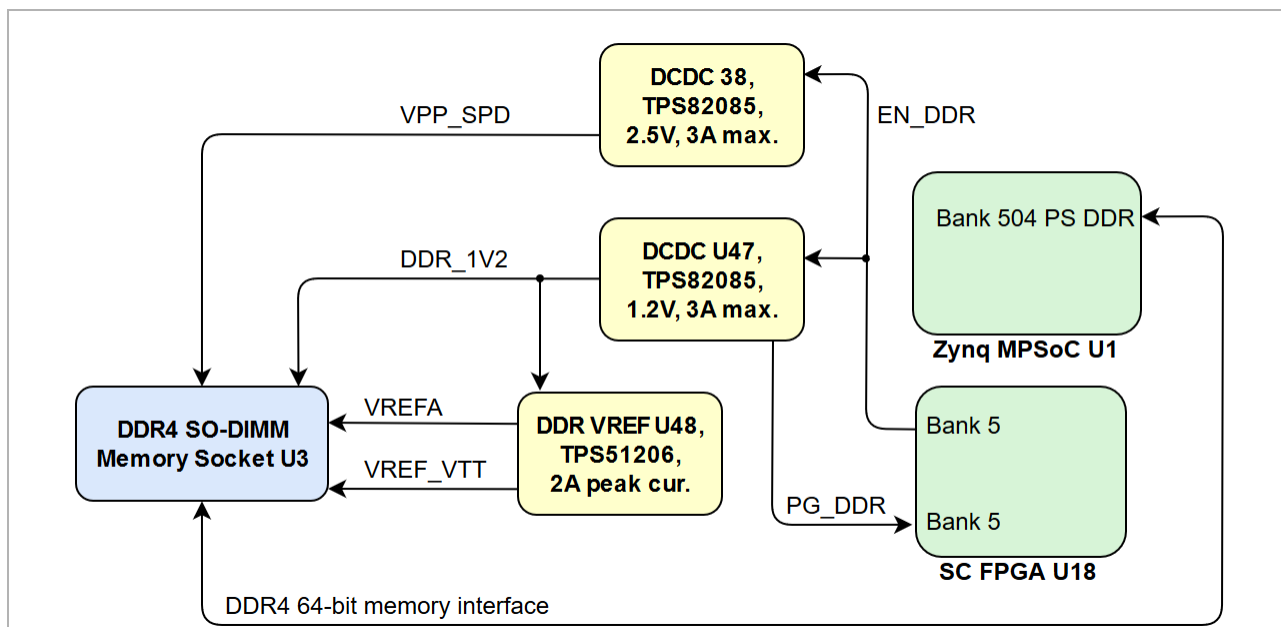 DCDC 38,
TPS82085,
2.5V, 3A max.
VPP_SPD
EN_DDR
Bank 504 PS DDR
Zynq MPSoC U1
DCDC U47,
TPS82085,
1.2V, 3A max.
DDR_1V2
DDR4 SO-DIMM
Memory Socket U3
VREFA
VREF_VTT
DDR VREF U48,
TPS51206,
2A peak cur.
PG_DDR
Bank 5
Bank 5
SC FPGA U18
DDR4 64-bit memory interface